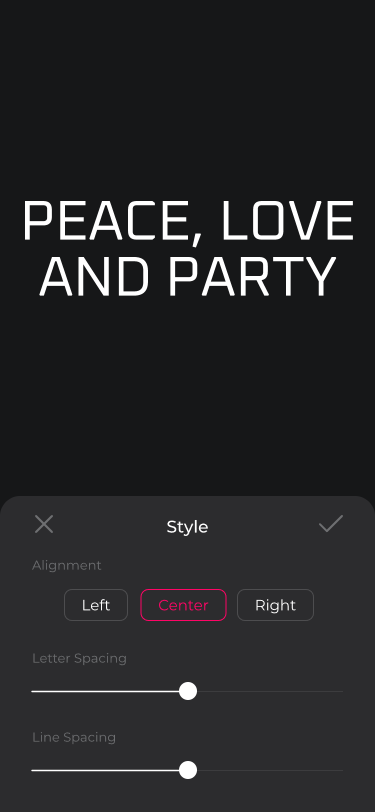 PEACE, LOVE
AND PARTY
Style
Alignment
Left Center Right
Letter Spacing
Line Spacing